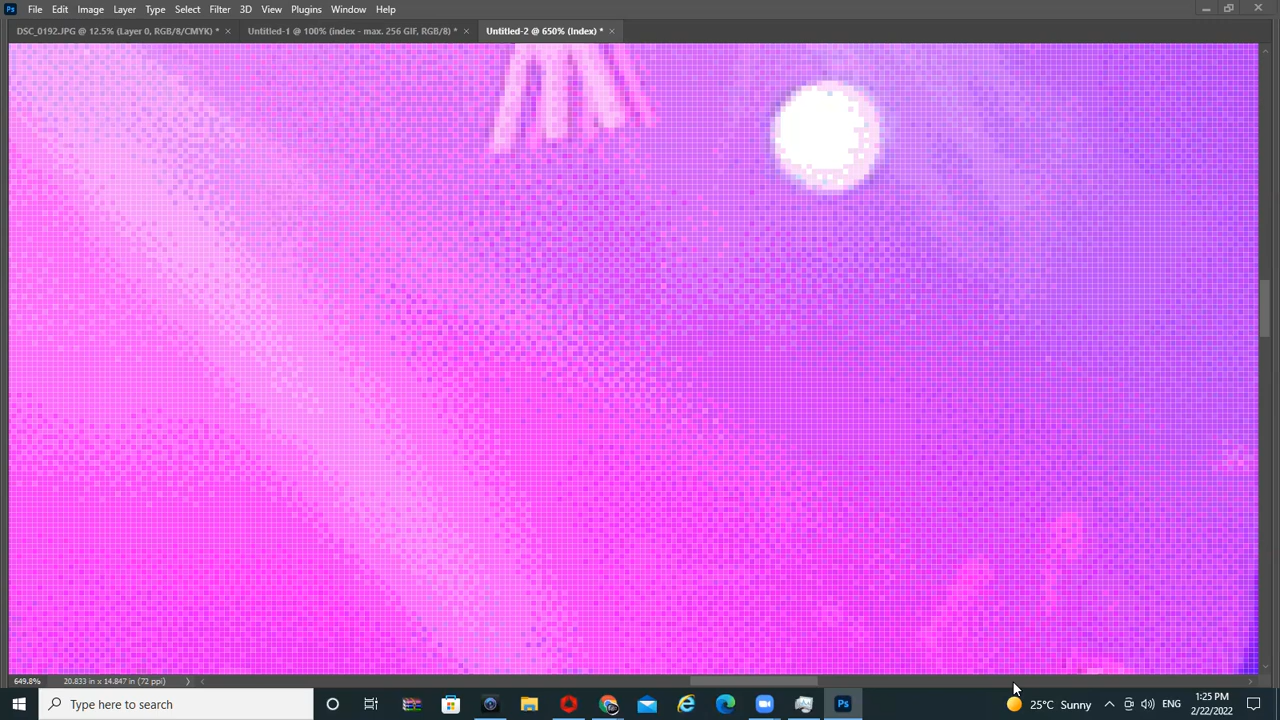 Ps File Edit Image Layer Type Select Filter 3D View Plugins Window Help
DSC_0192.JPG @ 12.5% (Layer 0, RGB/8/CMYK) * × Untitled-1 @ 100% (index - max. 256 GIF, RGB/8) * × Untitled-2 @ 650% (Index) * ×
649.8% 20.833 in x 14.847 in (72 ppi)
Type here to search Ps 25°C Sunny ENG 1:25 PM
2/22/2022